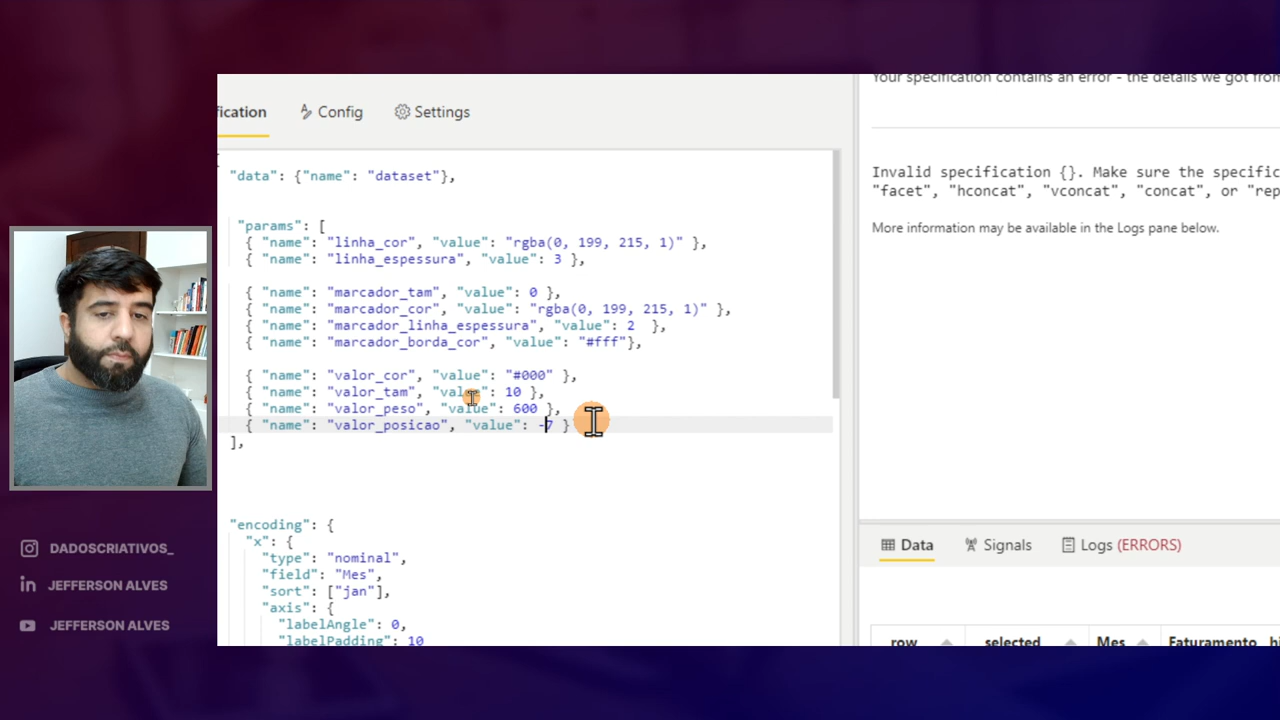 ication
Config
Settings
"data": {"name": "dataset"},
"params": [
{ "name": "linha_cor", "value": "rgba(0, 199, 215, 1)" },
{ "name": "linha_espessura", "value": 3 },
{ "name": "marcador_tam", "value": 0 },
{ "name": "marcador_cor", "value": "rgba(0, 199, 215, 1)" },
{ "name": "marcador_linha_espessura", "value": 2  },
{ "name": "marcador_borda_cor", "value": "#fff"},
{ "name": "valor_cor", "value": "#000" },
{ "name": "valor_tam", "value": 10 },
{ "name": "valor_peso", "value": 600 },
{ "name": "valor_posicao", "value": -7 }
],
"encoding": {
"x": {
"type": "nominal",
"field": "Mes",
"sort": ["jan"],
"axis": {
"labelAngle": 0,
"labelPadding": 10
Your specification contains an error - the details we got from
Invalid specification {}. Make sure the specific
"facet", "hconcat", "vconcat", "concat", or "rep
More information may be available in the Logs pane below.
Data
Signals
Logs (ERRORS)
row
selected
Mes
Faturamento
DADOSCRIATIVOS_
JEFFERSON ALVES
JEFFERSON ALVES